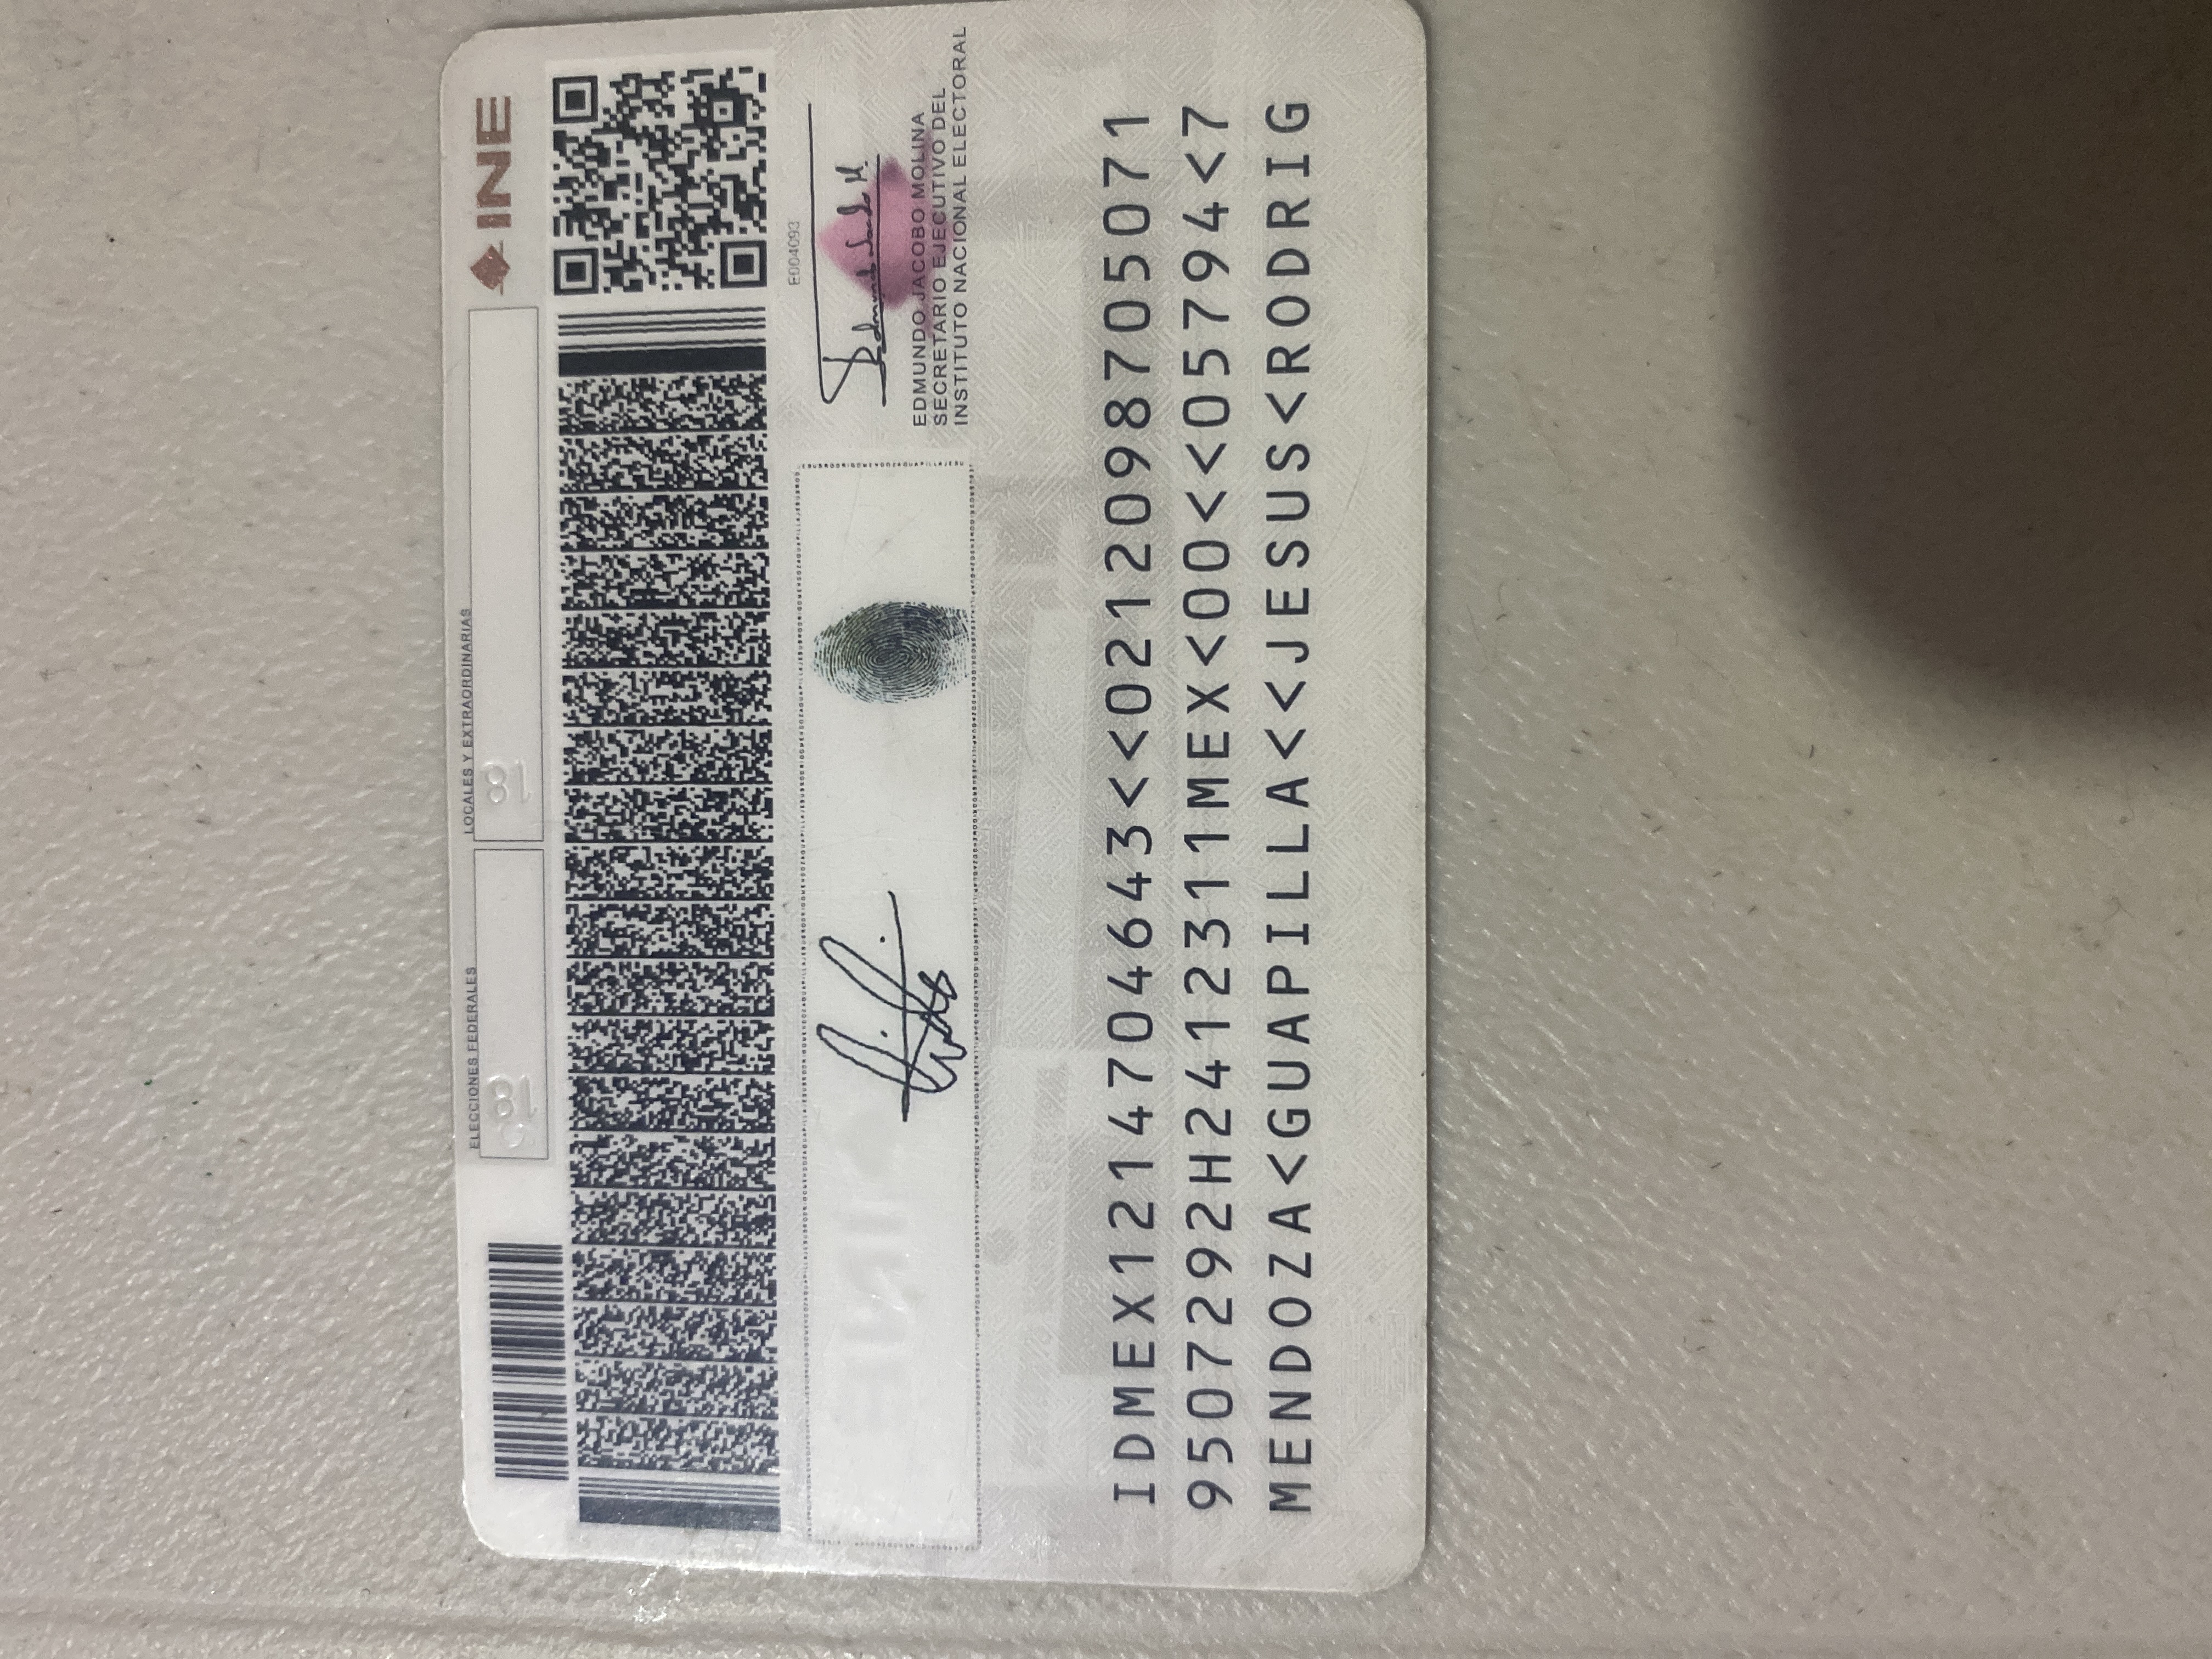 ELECCIONES FEDERALES
LOCALES Y EXTRAORDINARIAS
INE
18
18
E004093
EDMUNDO JACOBO MOLINA
SECRETARIO EJECUTIVO DEL
INSTITUTO NACIONAL ELECTORAL
IDMEX1214704643<<0212098705071
9507292H2412311MEX<00<<05794<7
MENDOZA<GUAPILLA<<JESUS<RODRIG